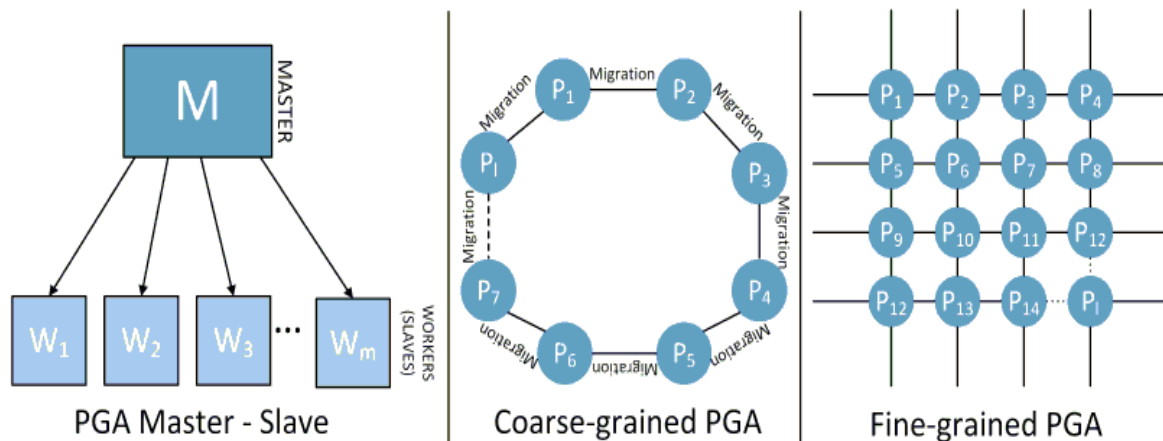 M
MASTER
W1
W2
W3
...
Wm
WORKERS
(SLAVES)
PGA Master - Slave
P1
Migration
P2
Migration
P3
Migration
P4
Migration
P5
Migration
P6
Migration
P7
Migration
Pl
Migration
Coarse-grained PGA
P1 P2 P3 P4
P5 P6 P7 P8
P9 P10 P11 P12
P12 P13 P14 Pl
Fine-grained PGA